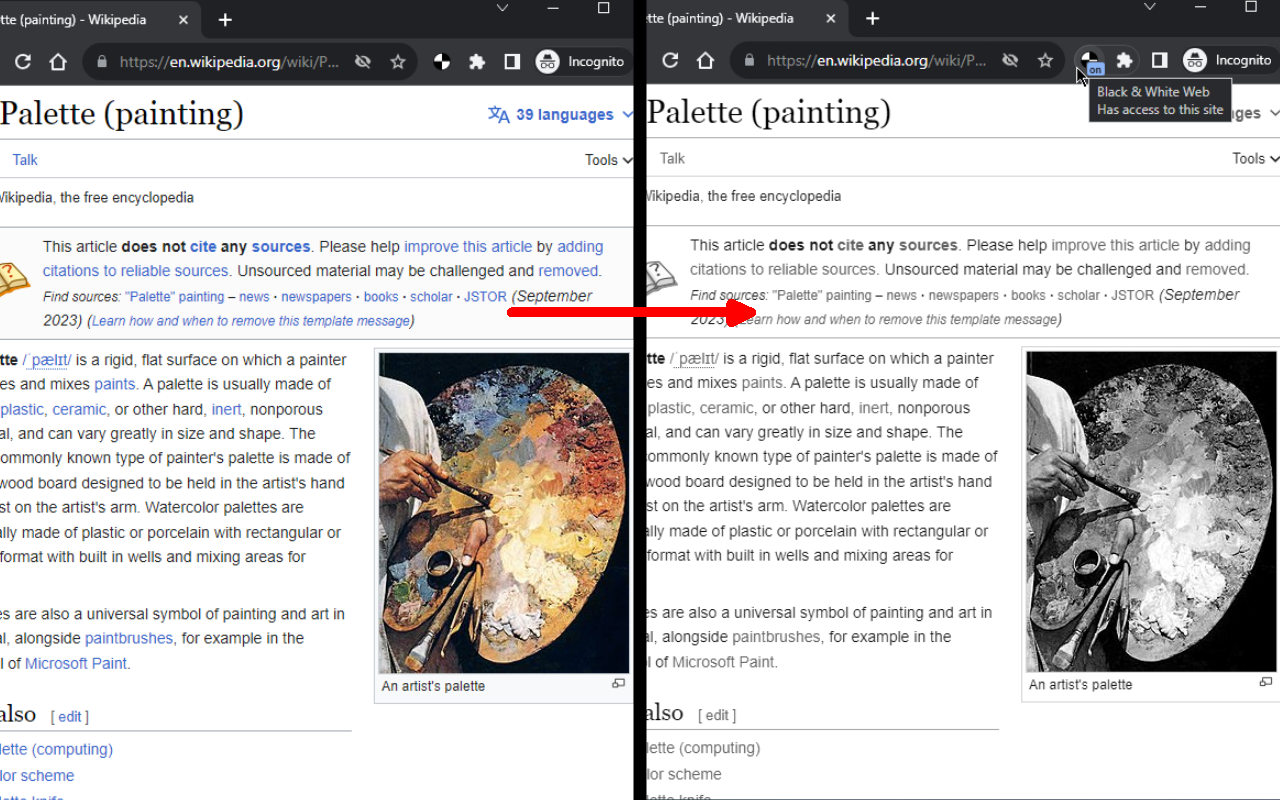 tte (painting) - Wikipedia
https://en.wikipedia.org/wiki/P...
Incognito
Palette (painting)
39 languages
Talk
Tools
Wikipedia, the free encyclopedia
This article does not cite any sources. Please help improve this article by adding
citations to reliable sources. Unsourced material may be challenged and removed.
Find sources: "Palette" painting – news · newspapers · books · scholar · JSTOR (September
2023) (Learn how and when to remove this template message)
tte /ˈpælɪt/ is a rigid, flat surface on which a painter
es and mixes paints. A palette is usually made of
plastic, ceramic, or other hard, inert, nonporous
al, and can vary greatly in size and shape. The
ommonly known type of painter's palette is made of
wood board designed to be held in the artist's hand
st on the artist's arm. Watercolor palettes are
ally made of plastic or porcelain with rectangular or
format with built in wells and mixing areas for
es are also a universal symbol of painting and art in
al, alongside paintbrushes, for example in the
l of Microsoft Paint.
An artist's palette
also [ edit ]
lette (computing)
lor scheme
lette knife
tte (painting) - Wikipedia
https://en.wikipedia.org/wiki/P...
on
Incognito
Black & White Web
Has access to this site
Palette (painting)
ges
Talk
Tools
Wikipedia, the free encyclopedia
This article does not cite any sources. Please help improve this article by adding
citations to reliable sources. Unsourced material may be challenged and removed.
Find sources: "Palette" painting – news · newspapers · books · scholar · JSTOR (September
2023) (Learn how and when to remove this template message)
tte /ˈpælɪt/ is a rigid, flat surface on which a painter
es and mixes paints. A palette is usually made of
plastic, ceramic, or other hard, inert, nonporous
al, and can vary greatly in size and shape. The
ommonly known type of painter's palette is made of
wood board designed to be held in the artist's hand
st on the artist's arm. Watercolor palettes are
ally made of plastic or porcelain with rectangular or
format with built in wells and mixing areas for
es are also a universal symbol of painting and art in
al, alongside paintbrushes, for example in the
l of Microsoft Paint.
An artist's palette
also [ edit ]
lette (computing)
lor scheme
lette knife